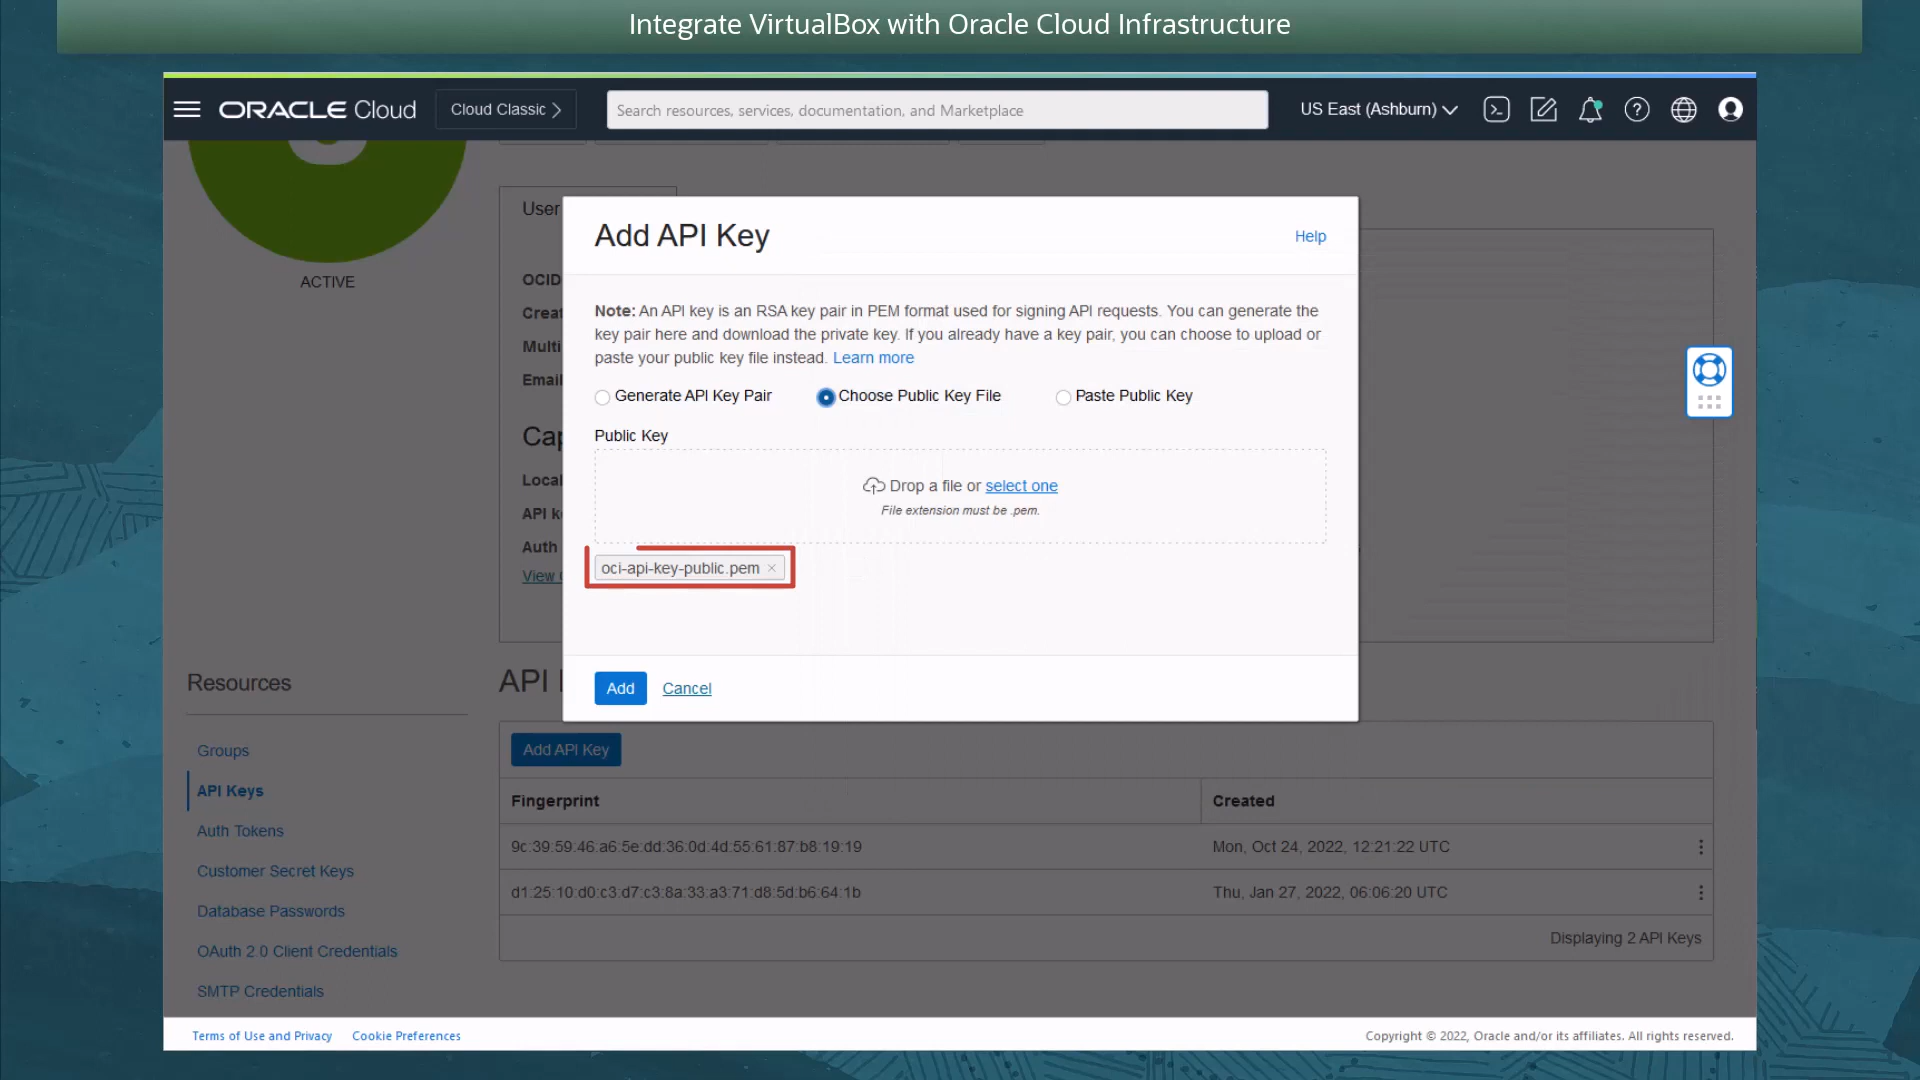 Integrate VirtualBox with Oracle Cloud Infrastructure
ORACLE Cloud
Cloud Classic
Search resources, services, documentation, and Marketplace
US East (Ashburn)
ACTIVE
User
OCID
Creat
Multi
Email
Cap
Local
API k
Auth
View
Add API Key
Help
Note: An API key is an RSA key pair in PEM format used for signing API requests. You can generate the
key pair here and download the private key. If you already have a key pair, you can choose to upload or
paste your public key file instead. Learn more
Generate API Key Pair
Choose Public Key File
Paste Public Key
Public Key
Drop a file or select one
File extension must be .pem.
oci-api-key-public.pem ×
Add
Cancel
Resources
Groups
API Keys
Auth Tokens
Customer Secret Keys
Database Passwords
OAuth 2.0 Client Credentials
SMTP Credentials
API
Add API Key
Fingerprint
Created
9c:39:59:46:a6:5e:dd:36:0d:4d:55:61:87:b8:19:19
Mon, Oct 24, 2022, 12:21:22 UTC
d1:25:10:d0:c3:d7:c3:8a:33:a3:71:d8:5d:b6:64:1b
Thu, Jan 27, 2022, 06:06:20 UTC
Displaying 2 API Keys
Terms of Use and Privacy
Cookie Preferences
Copyright © 2022, Oracle and/or its affiliates. All rights reserved.